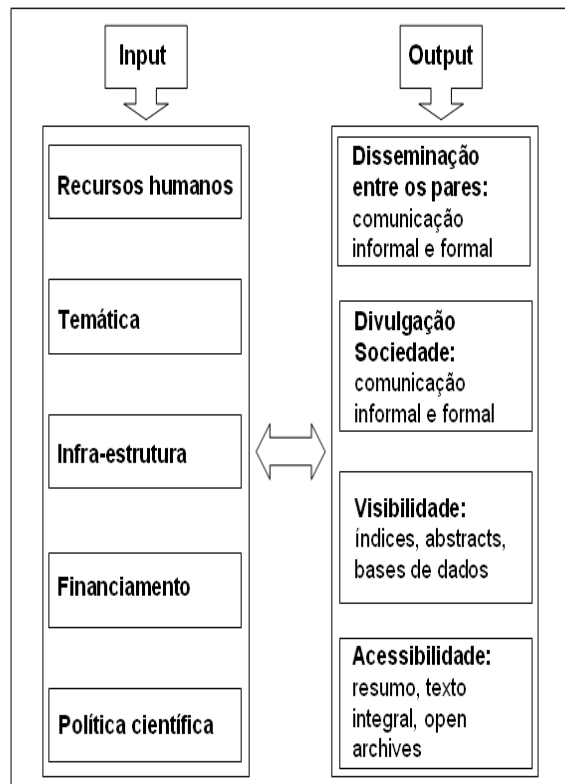 Input
Recursos humanos
Temática
Infra-estrutura
Financiamento
Política científica
Output
Disseminação
entre os pares:
comunicação
informal e formal
Divulgação
Sociedade:
comunicação
informal e formal
Visibilidade:
índices, abstracts,
bases de dados
Acessibilidade:
resumo, texto
integral, open
archives